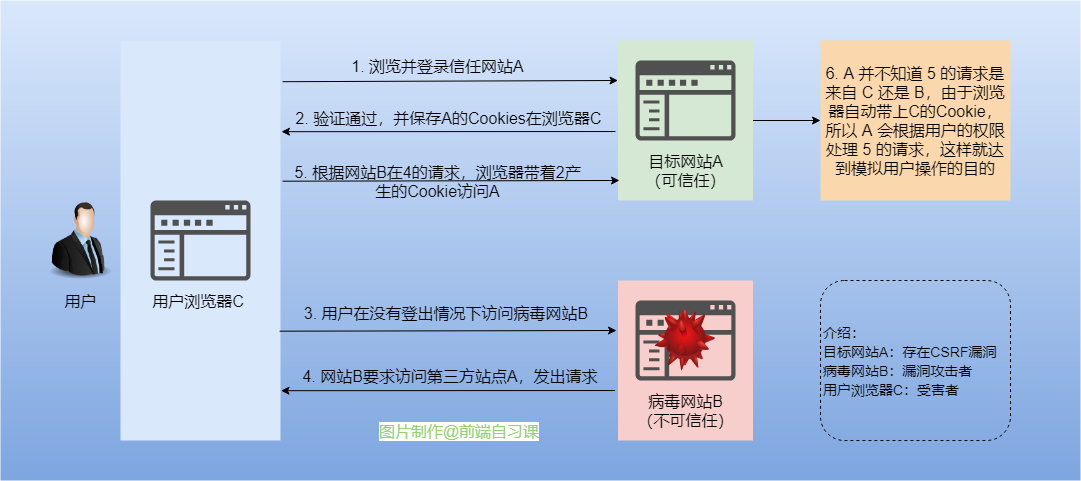 1. 浏览并登录信任网站A
2. 验证通过，并保存A的Cookies在浏览器C
5. 根据网站B在4的请求，浏览器带着2产
生的Cookie访问A
目标网站A
(可信任)
6. A 并不知道 5 的请求是
来自 C 还是 B，由于浏览
器自动带上C的Cookie，
所以 A 会根据用户的权限
处理 5 的请求，这样就达
到模拟用户操作的目的
用户
用户浏览器C
3. 用户在没有登出情况下访问病毒网站B
4. 网站B要求访问第三方站点A，发出请求
病毒网站B
(不可信任)
介绍：
目标网站A：存在CSRF漏洞
病毒网站B：漏洞攻击者
用户浏览器C：受害者
图片制作@前端自习课